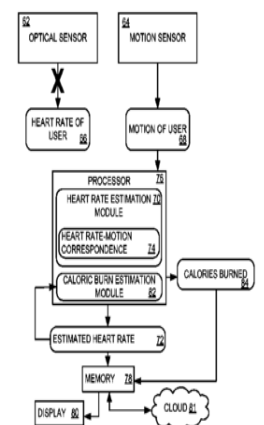 62
OPTICAL SENSOR
64
MOTION SENSOR
X
HEART RATE OF
USER 66
MOTION OF USER
68
PROCESSOR 76
HEART RATE ESTIMATION 70
MODULE
HEART RATE-MOTION
CORRESPONDENCE 74
CALORIC BURN ESTIMATION
MODULE 82
CALORIES BURNED
84
ESTIMATED HEART RATE 72
MEMORY 78
DISPLAY 80
CLOUD 81